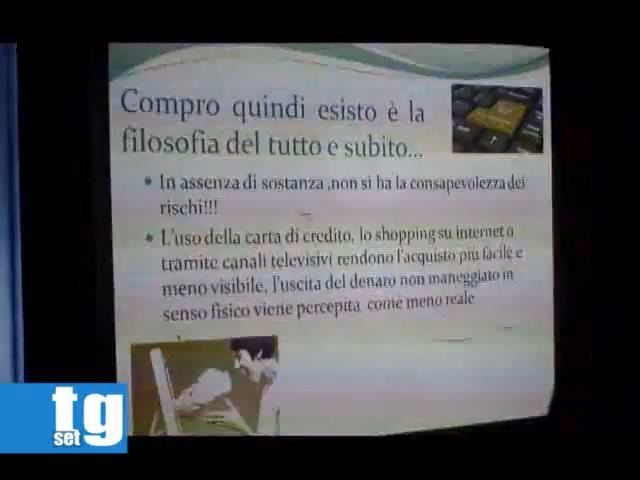 Compro quindi esisto è la
filosofia del tutto e subito...
• In assenza di sostanza ,non si ha la consapevolezza dei
rischi!!!
• L'uso della carta di credito, lo shopping su internet o
tramite canali televisivi rendono l'acquisto più facile e
meno visibile, l'uscita del denaro non maneggiato in
senso fisico viene percepita come meno reale
tg
set